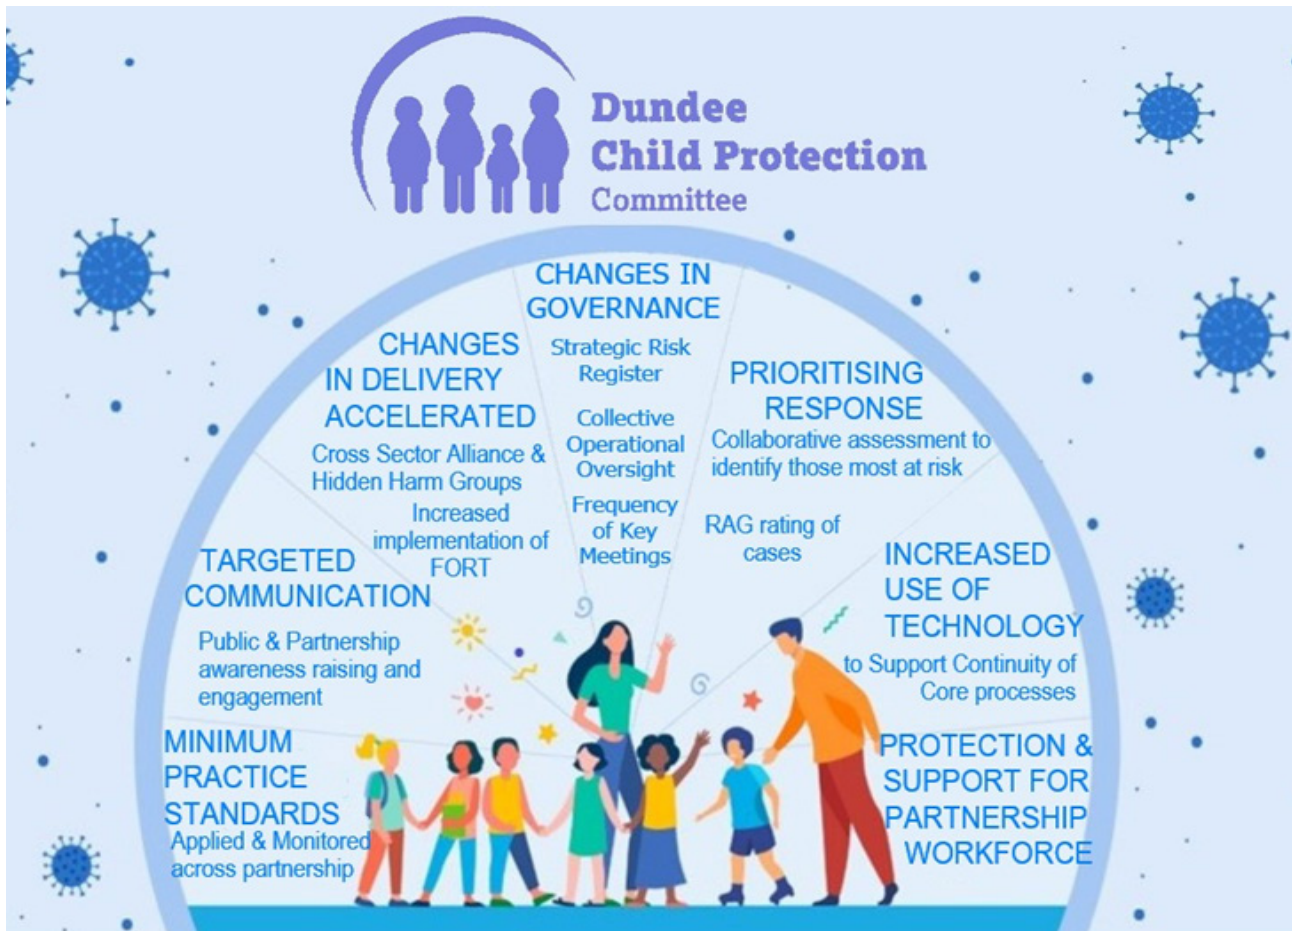 Dundee
Child Protection
Committee
CHANGES IN
GOVERNANCE
Strategic Risk
Register
Collective
Operational
Oversight
Frequency
of Key
Meetings
CHANGES
IN DELIVERY
ACCELERATED
Cross Sector Alliance &
Hidden Harm Groups
Increased
implementation of
FORT
PRIORITISING
RESPONSE
Collaborative assessment to
identify those most at risk
RAG rating of
cases
TARGETED
COMMUNICATION
Public & Partnership
awareness raising and
engagement
INCREASED
USE OF
TECHNOLOGY
to Support Continuity of
Core processes
MINIMUM
PRACTICE
STANDARDS
Applied & Monitored
across partnership
PROTECTION &
SUPPORT FOR
PARTNERSHIP
WORKFORCE